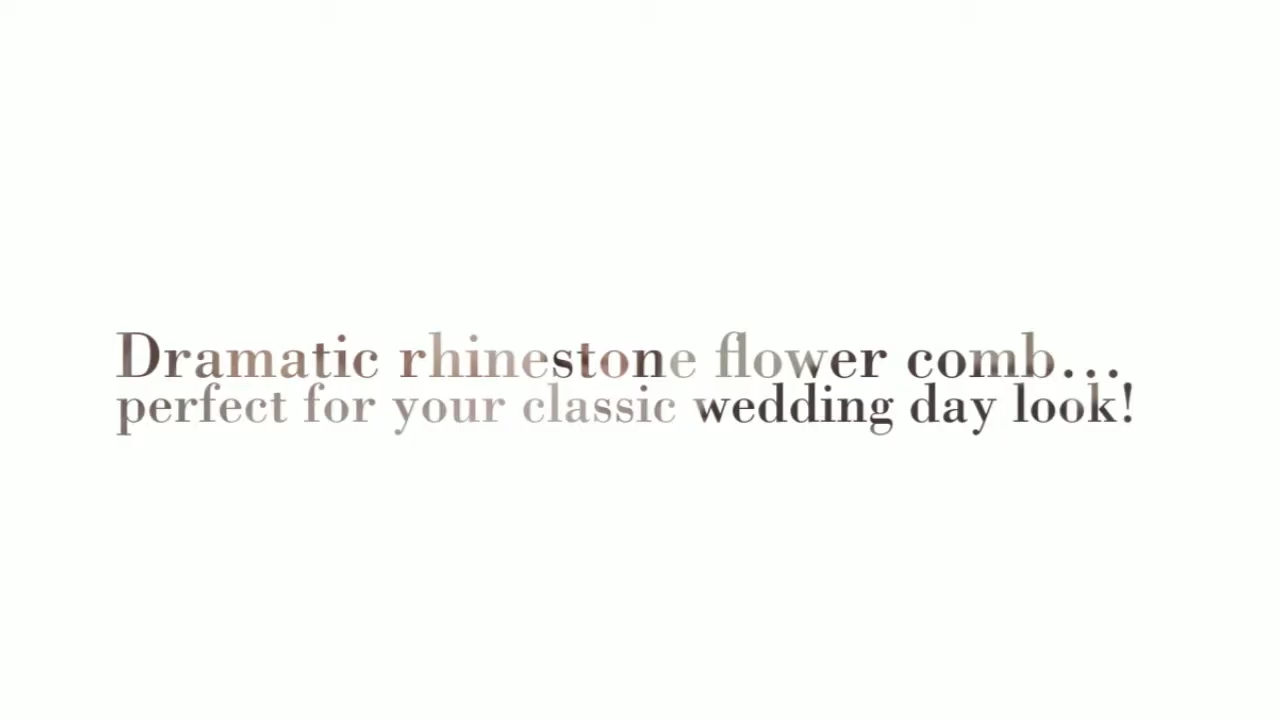 Dramatic rhinestone flower comb...
perfect for your classic wedding day look!